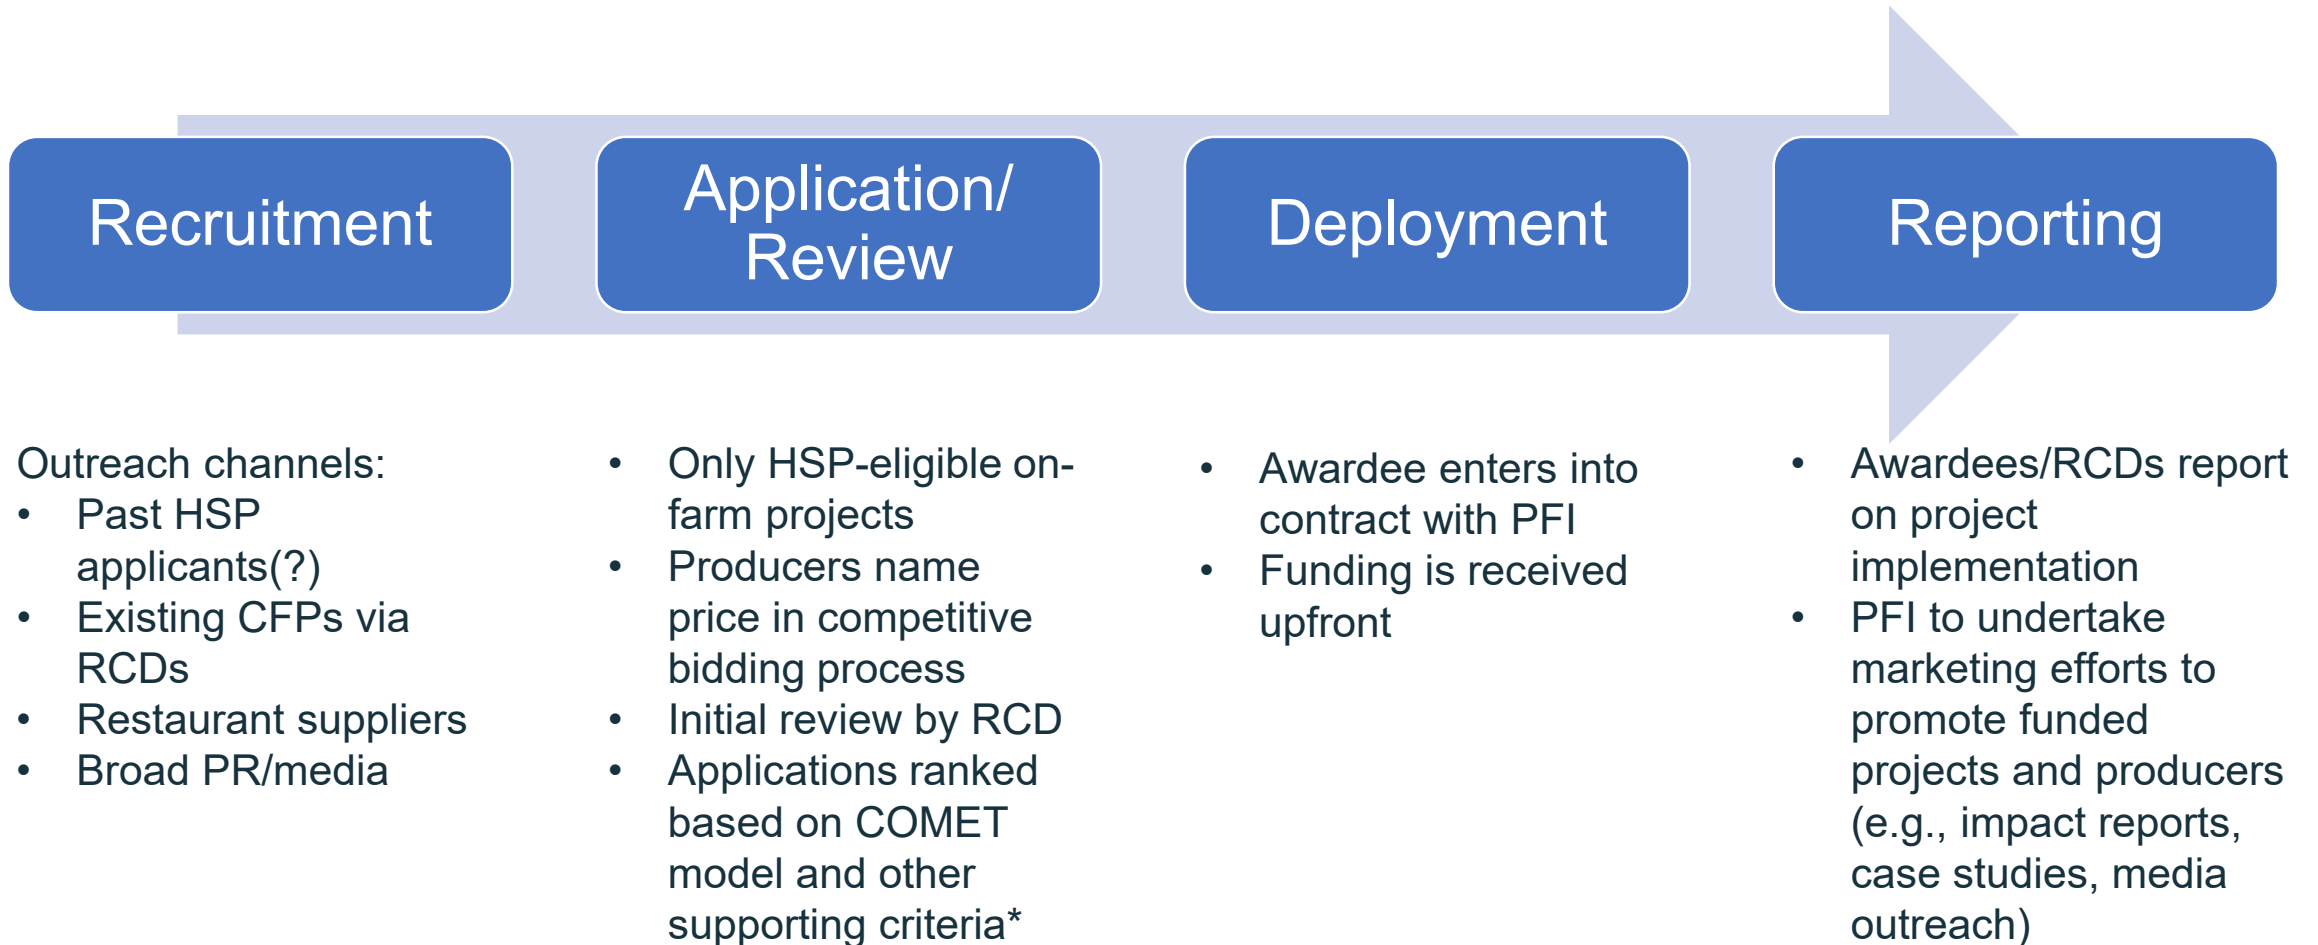 Recruitment
Application/
Review
Deployment
Reporting
Outreach channels:
• Past HSP
applicants(?)
• Existing CFPs via
RCDs
• Restaurant suppliers
• Broad PR/media
• Only HSP-eligible on-
farm projects
• Producers name
price in competitive
bidding process
• Initial review by RCD
• Applications ranked
based on COMET
model and other
supporting criteria*
• Awardee enters into
contract with PFI
• Funding is received
upfront
• Awardees/RCDs report
on project
implementation
• PFI to undertake
marketing efforts to
promote funded
projects and producers
(e.g., impact reports,
case studies, media
outreach)